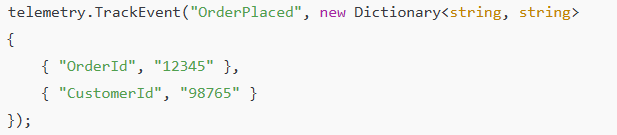 telemetry.TrackEvent("OrderPlaced", new Dictionary<string, string>
{
    { "OrderId", "12345" },
    { "CustomerId", "98765" }
});